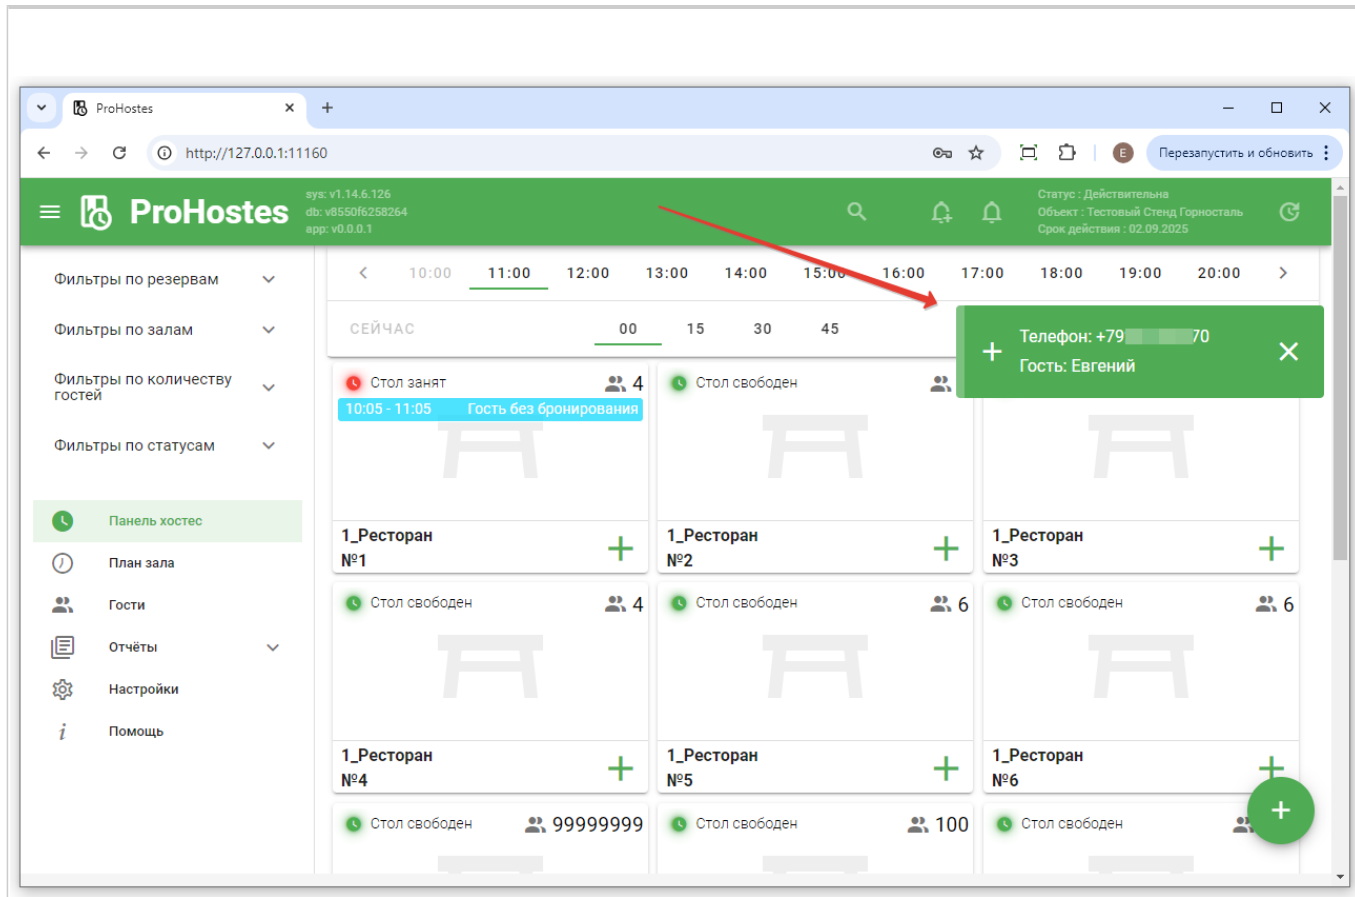 ProHostes
http://127.0.0.1:11160
E
Перезапустить и обновить
ProHostes
sys: v1.14.6.126
db: v8550f6258264
app: v0.0.0.1
Статус : Действительна
Объект : Тестовый Стенд Горносталь
Срок действия : 02.09.2025
Фильтры по резервам
Фильтры по залам
Фильтры по количеству
гостей
Фильтры по статусам
Панель хостес
План зала
Гости
Отчёты
Настройки
i Помощь
10:00 11:00 12:00 13:00 14:00 15:00 16:00 17:00 18:00 19:00 20:00
СЕЙЧАС 00 15 30 45
Телефон: +79 70
Гость: Евгений
Стол занят 4
10:05 - 11:05 Гость без бронирования
1_Ресторан
№1
Стол свободен
1_Ресторан
№2
1_Ресторан
№3
Стол свободен 4
1_Ресторан
№4
Стол свободен 6
1_Ресторан
№5
Стол свободен 6
1_Ресторан
№6
Стол свободен 99999999
Стол свободен 100
Стол свободен